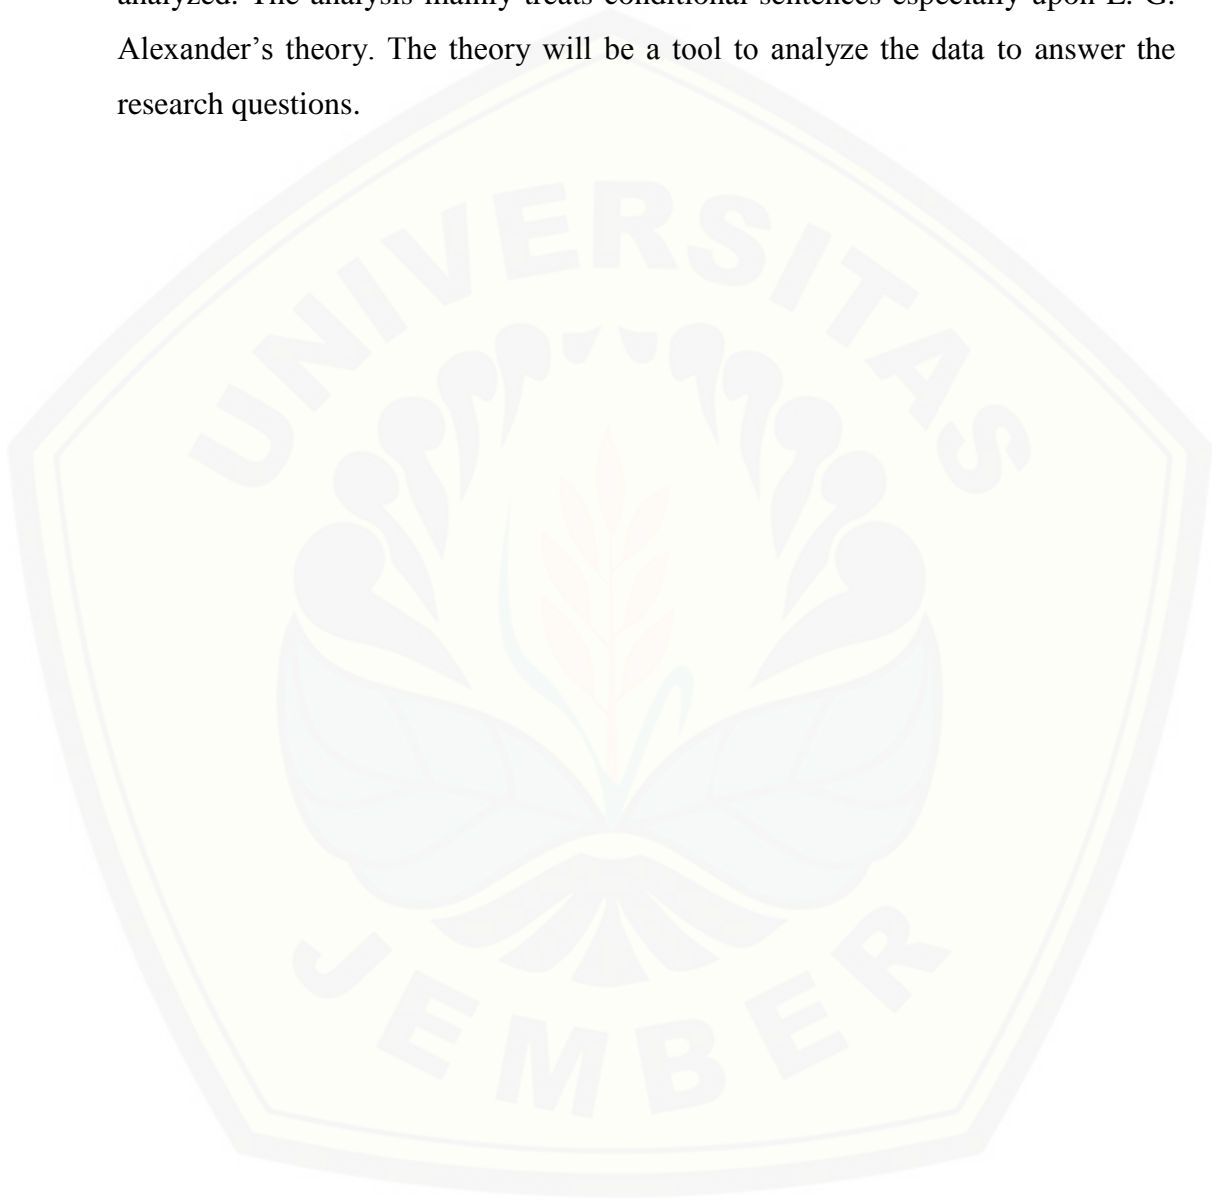 analyzed. The analysis mainly treats conditional sentences especially upon L. G.
Alexander’s theory. The theory will be a tool to analyze the data to answer the
research questions.
UNIVERSITAS
JEMBER